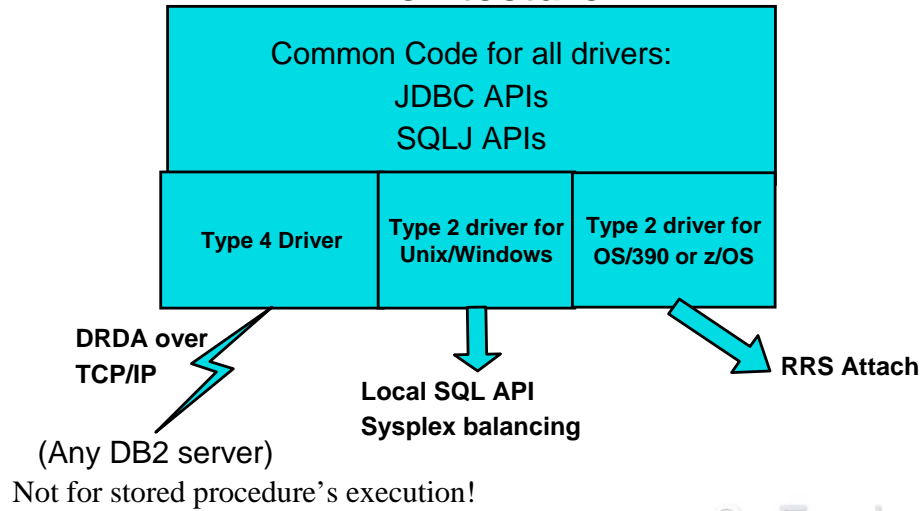 Common Code for all drivers:
JDBC APIs
SQLJ APIs
Type 4 Driver
Type 2 driver for
Unix/Windows
Type 2 driver for
OS/390 or z/OS
DRDA over
TCP/IP
Local SQL API
Sysplex balancing
RRS Attach
(Any DB2 server)
Not for stored procedure’s execution!